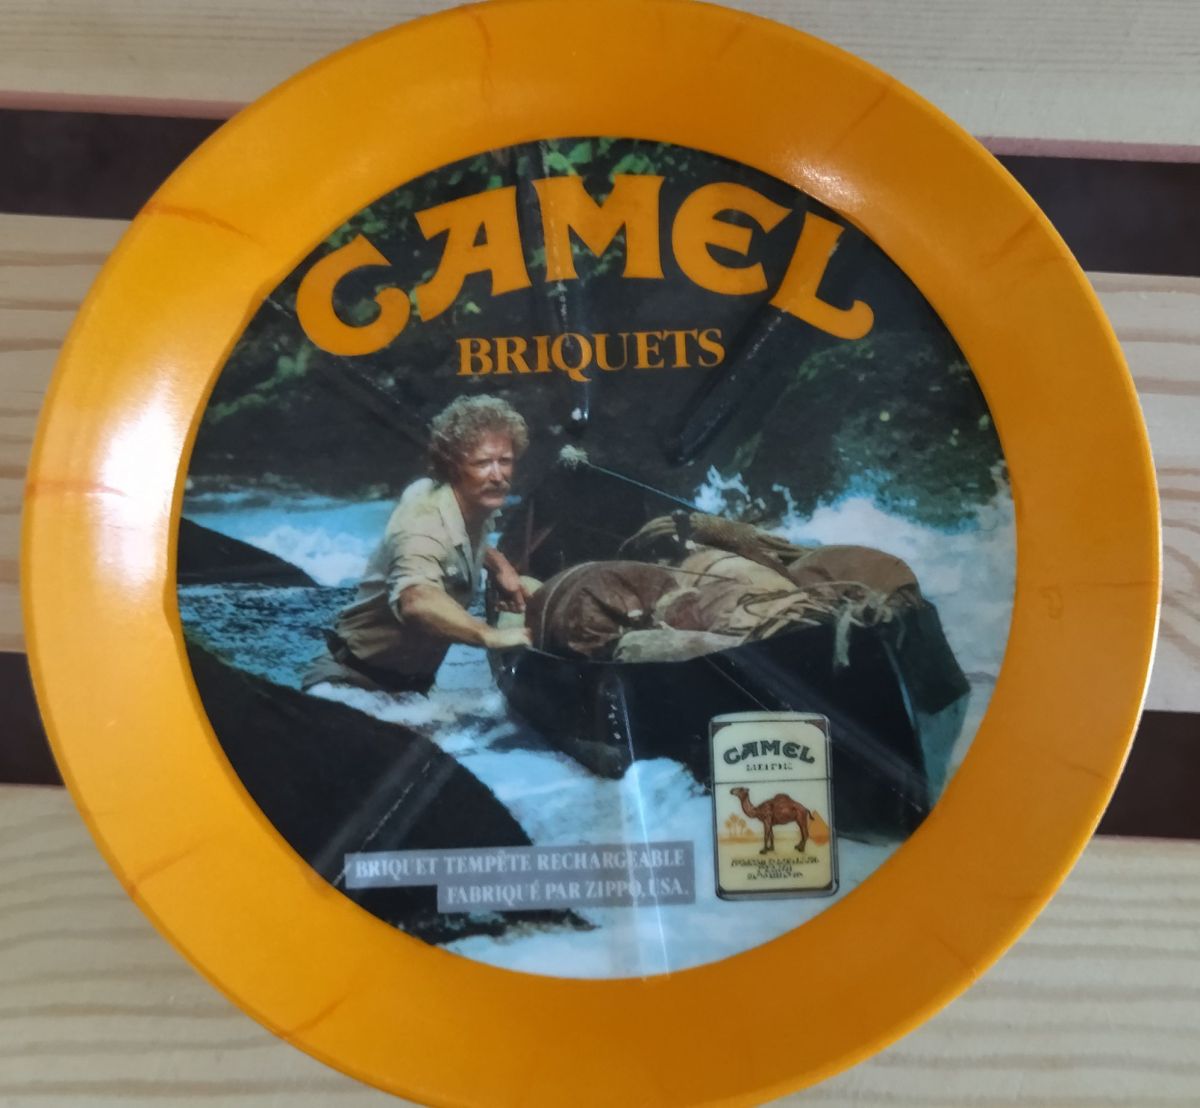 CAMEL
BRIQUETS
CAMEL
BRIQUET TEMPÊTE RECHARGEABLE
FABRIQUÉ PAR ZIPPO, USA.